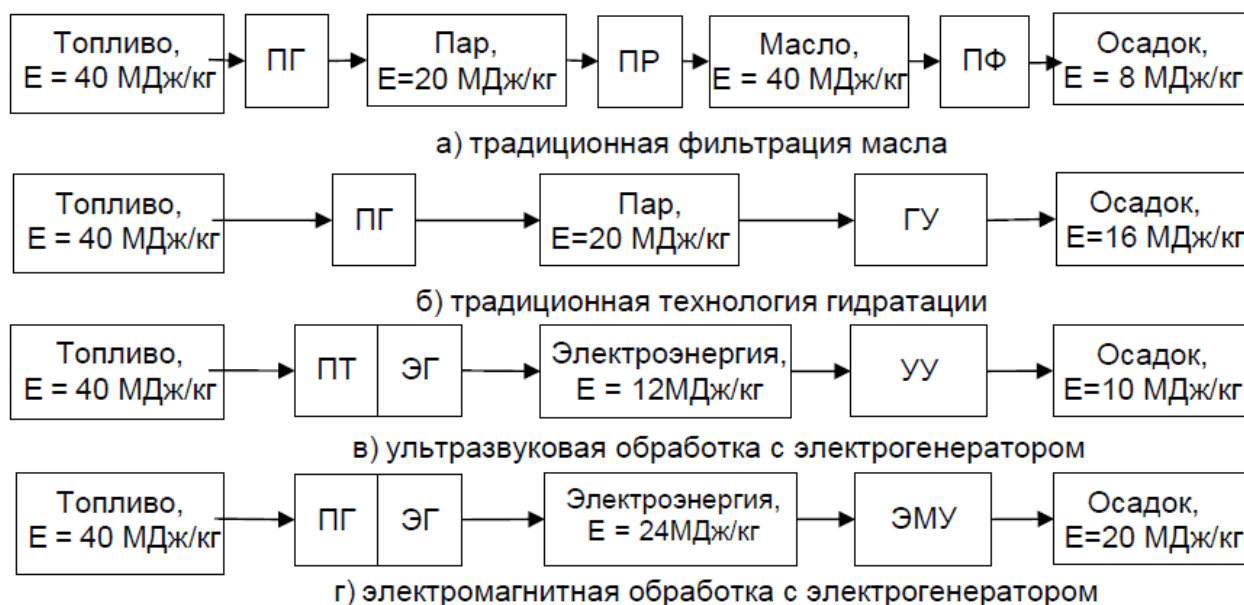 Топливо,
Е = 40 МДж/кг
ПГ
Пар,
Е=20 МДж/кг
ПР
Масло,
Е = 40 МДж/кг
ПФ
Осадок,
Е = 8 МДж/кг
а) традиционная фильтрация масла
Топливо,
Е = 40 МДж/кг
ПГ
Пар,
Е=20 МДж/кг
ГУ
Осадок,
Е=16 МДж/кг
б) традиционная технология гидратации
Топливо,
Е = 40 МДж/кг
ПТ
ЭГ
Электроэнергия,
Е = 12МДж/кг
УУ
Осадок,
Е=10 МДж/кг
в) ультразвуковая обработка с электрогенератором
Топливо,
Е = 40 МДж/кг
ПГ
ЭГ
Электроэнергия,
Е = 24МДж/кг
ЭМУ
Осадок,
Е=20 МДж/кг
г) электромагнитная обработка с электрогенератором